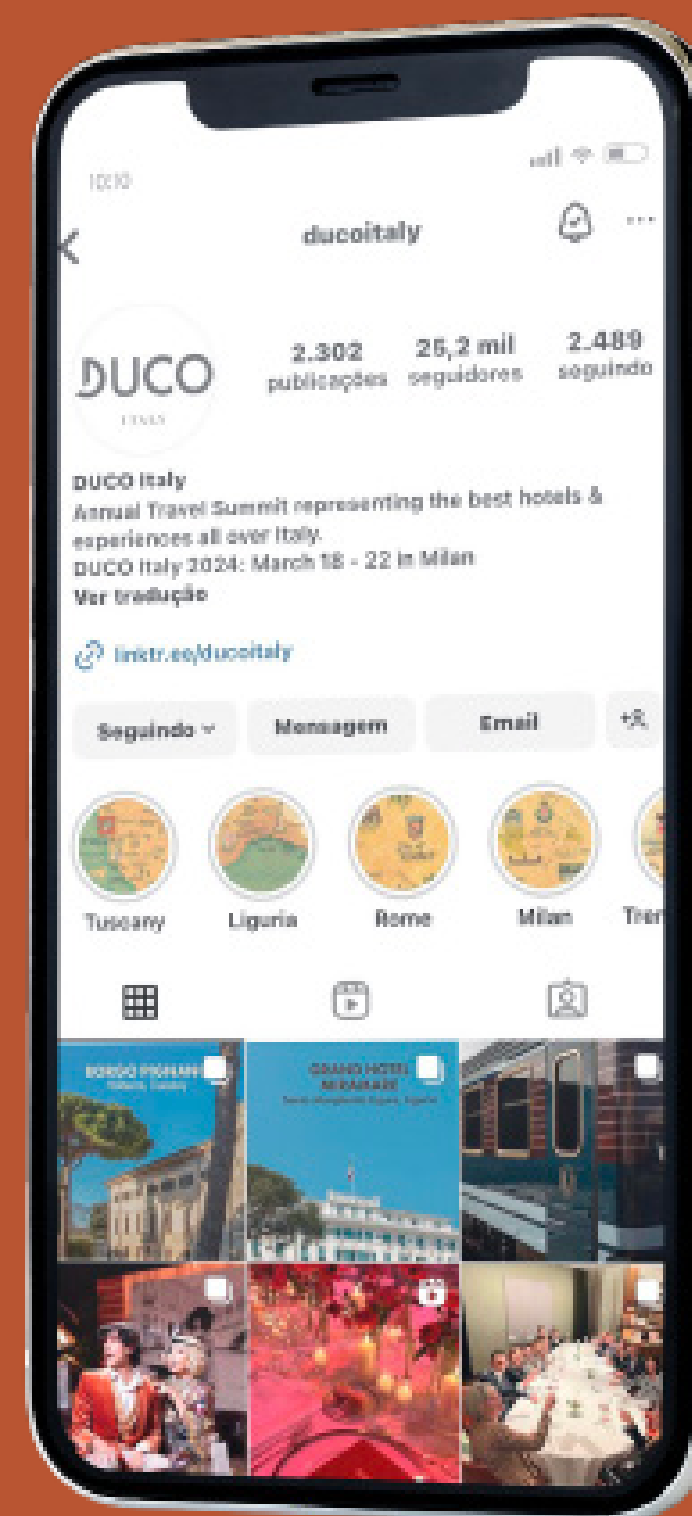 10:10
ducoitaly
DUCO
ITALY
2.302
publicações
25,2 mil
seguidores
2.489
seguindo
DUCO Italy
Annual Travel Summit representing the best hotels &
experiences all over Italy.
DUCO Italy 2024: March 18 - 22 in Milan
Ver tradução
linktr.ee/ducoitaly
Seguindo
Mensagem
Email
Tuscany
Liguria
Rome
Milan
Tren
BORGO PIGNANO
GRAND HOTEL
MIRAMARE